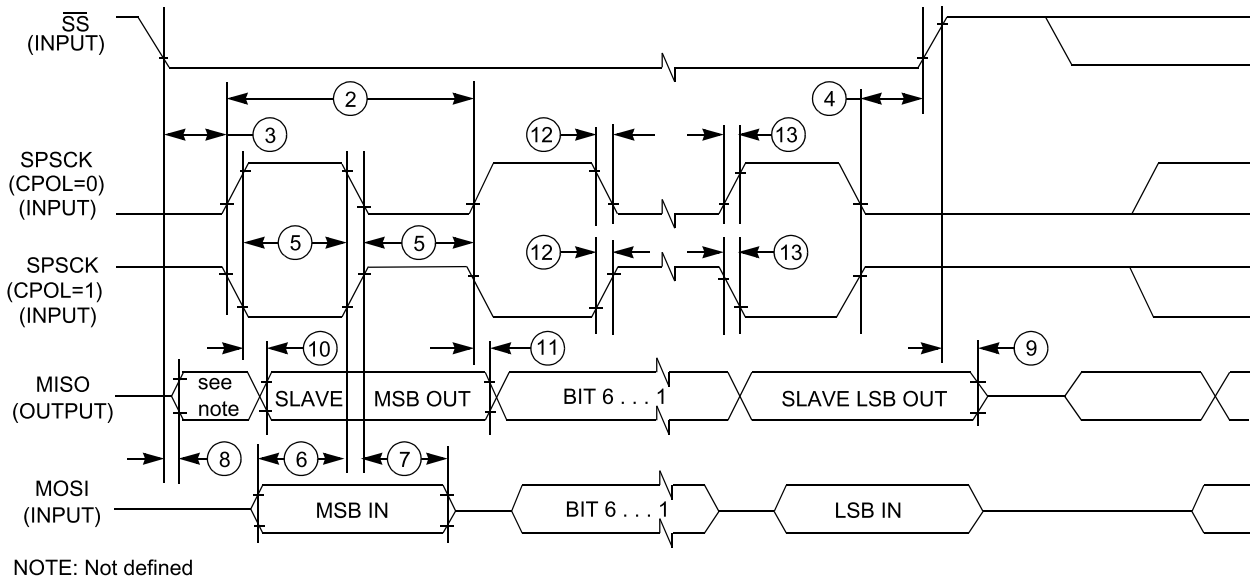 SS
(INPUT)
2
4
3
12
13
SPSCK
(CPOL=0)
(INPUT)
5
5
12
13
SPSCK
(CPOL=1)
(INPUT)
10
11
9
MISO
(OUTPUT)
see
note
SLAVE
MSB OUT
BIT 6 . . . 1
SLAVE LSB OUT
8
6
7
MOSI
(INPUT)
MSB IN
BIT 6 . . . 1
LSB IN
NOTE: Not defined